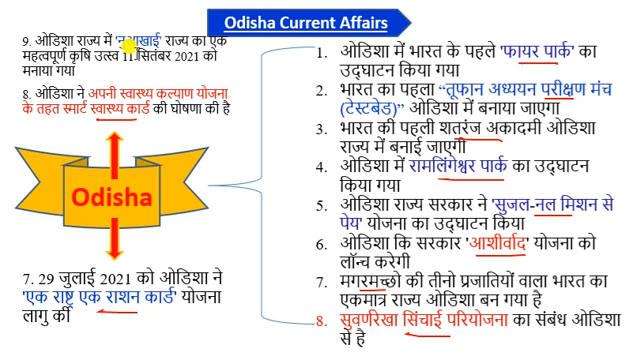 Odisha Current Affairs
9. ओडिशा राज्य में 'नुआखाई' राज्य का एक
महत्वपूर्ण कृषि उत्स्व 11 सितंबर 2021 को
मनाया गया
8. ओडिशा ने अपनी स्वास्थ्य कल्याण योजना
के तहत स्मार्ट स्वास्थ्य कार्ड की घोषणा की है
Odisha
7. 29 जुलाई 2021 को ओडिशा ने
'एक राष्ट्र एक राशन कार्ड' योजना
लागु की
1. ओडिशा में भारत के पहले 'फायर पार्क' का
उद्घाटन किया गया
2. भारत का पहला “तूफान अध्ययन परीक्षण मंच
(टेस्टबेड)” ओडिशा में बनाया जाएगा
3. भारत की पहली शतरंज अकादमी ओडिशा
राज्य में बनाई जाएगी
4. ओडिशा में रामलिंगेश्वर पार्क का उद्घाटन
किया गया
5. ओडिशा राज्य सरकार ने 'सुजल-नल मिशन से
पेय' योजना का उद्घाटन किया
6. ओडिशा कि सरकार 'आशीर्वाद' योजना को
लॉन्च करेगी
7. मगरमच्छो की तीनो प्रजातियों वाला भारत का
एकमात्र राज्य ओडिशा बन गया है
8. सुवर्णरेखा सिंचाई परियोजना का संबंध ओडिशा
से है